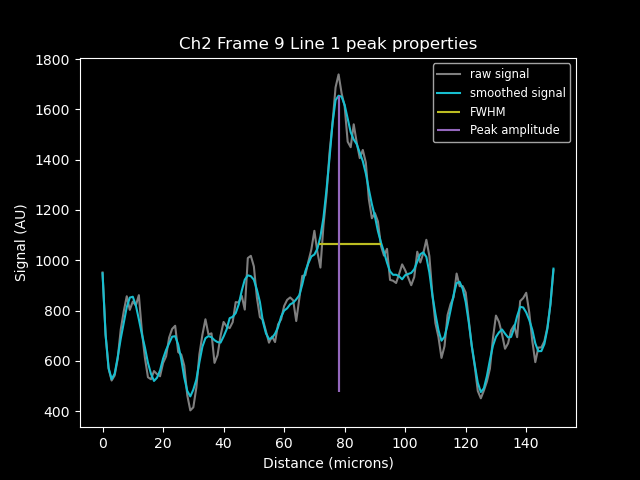 Ch2 Frame 9 Line 1 peak properties
raw signal
smoothed signal
FWHM
Peak amplitude
Signal (AU)
1800
1600
1400
1200
1000
800
600
400
0 20 40 60 80 100 120 140
Distance (microns)